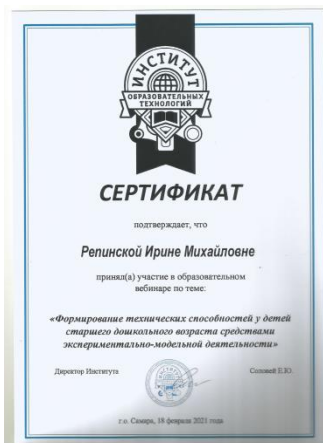 ИНСТИТУТ
ОБРАЗОВАТЕЛЬНЫХ
ТЕХНОЛОГИЙ
СЕРТИФИКАТ
подтверждает, что
Репинской Ирине Михайловне
принял(а) участие в образовательном
вебинаре по теме:
«Формирование технических способностей у детей
старшего дошкольного возраста средствами
экспериментально-модельной деятельности»
Директор Института
Соловей Е.Ю.
г.о. Самара, 18 февраля 2021 года